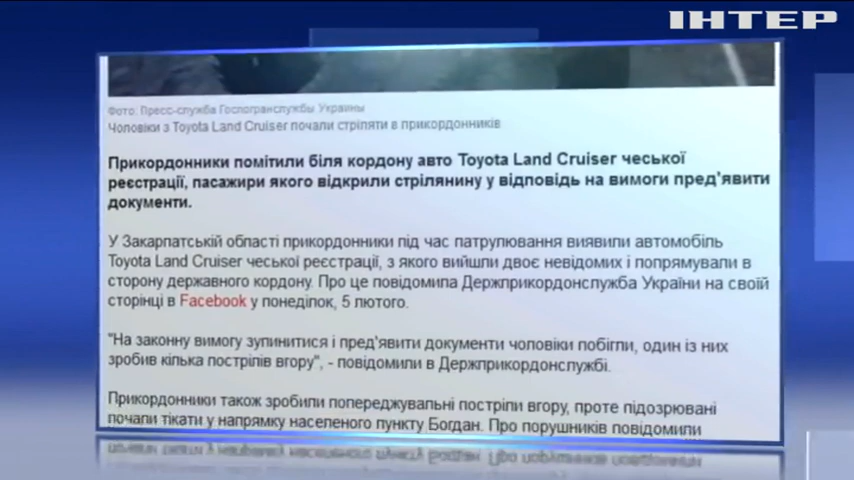 ІНТЕР
Фото: Пресс-служба Госпогранслужбы Украины
Чоловіки з Toyota Land Cruiser почали стріляти в прикордонників
Прикордонники помітили біля кордону авто Toyota Land Cruiser чеської
реєстрації, пасажири якого відкрили стрілянину у відповідь на вимоги пред'явити
документи.
У Закарпатській області прикордонники під час патрулювання виявили автомобіль
Toyota Land Cruiser чеської реєстрації, з якого вийшли двоє невідомих і попрямували в
сторону державного кордону. Про це повідомила Держприкордонслужба України на своїй
сторінці в Facebook у понеділок, 5 лютого.
"На законну вимогу зупинитися і пред'явити документи чоловіки побігли, один із них
зробив кілька пострілів вгору", - повідомили в Держприкордонслужбі.
Прикордонники також зробили попереджувальні постріли вгору, проте підозрювані
почали тікати у напрямку населеного пункту Богдан. Про порушників повідомили